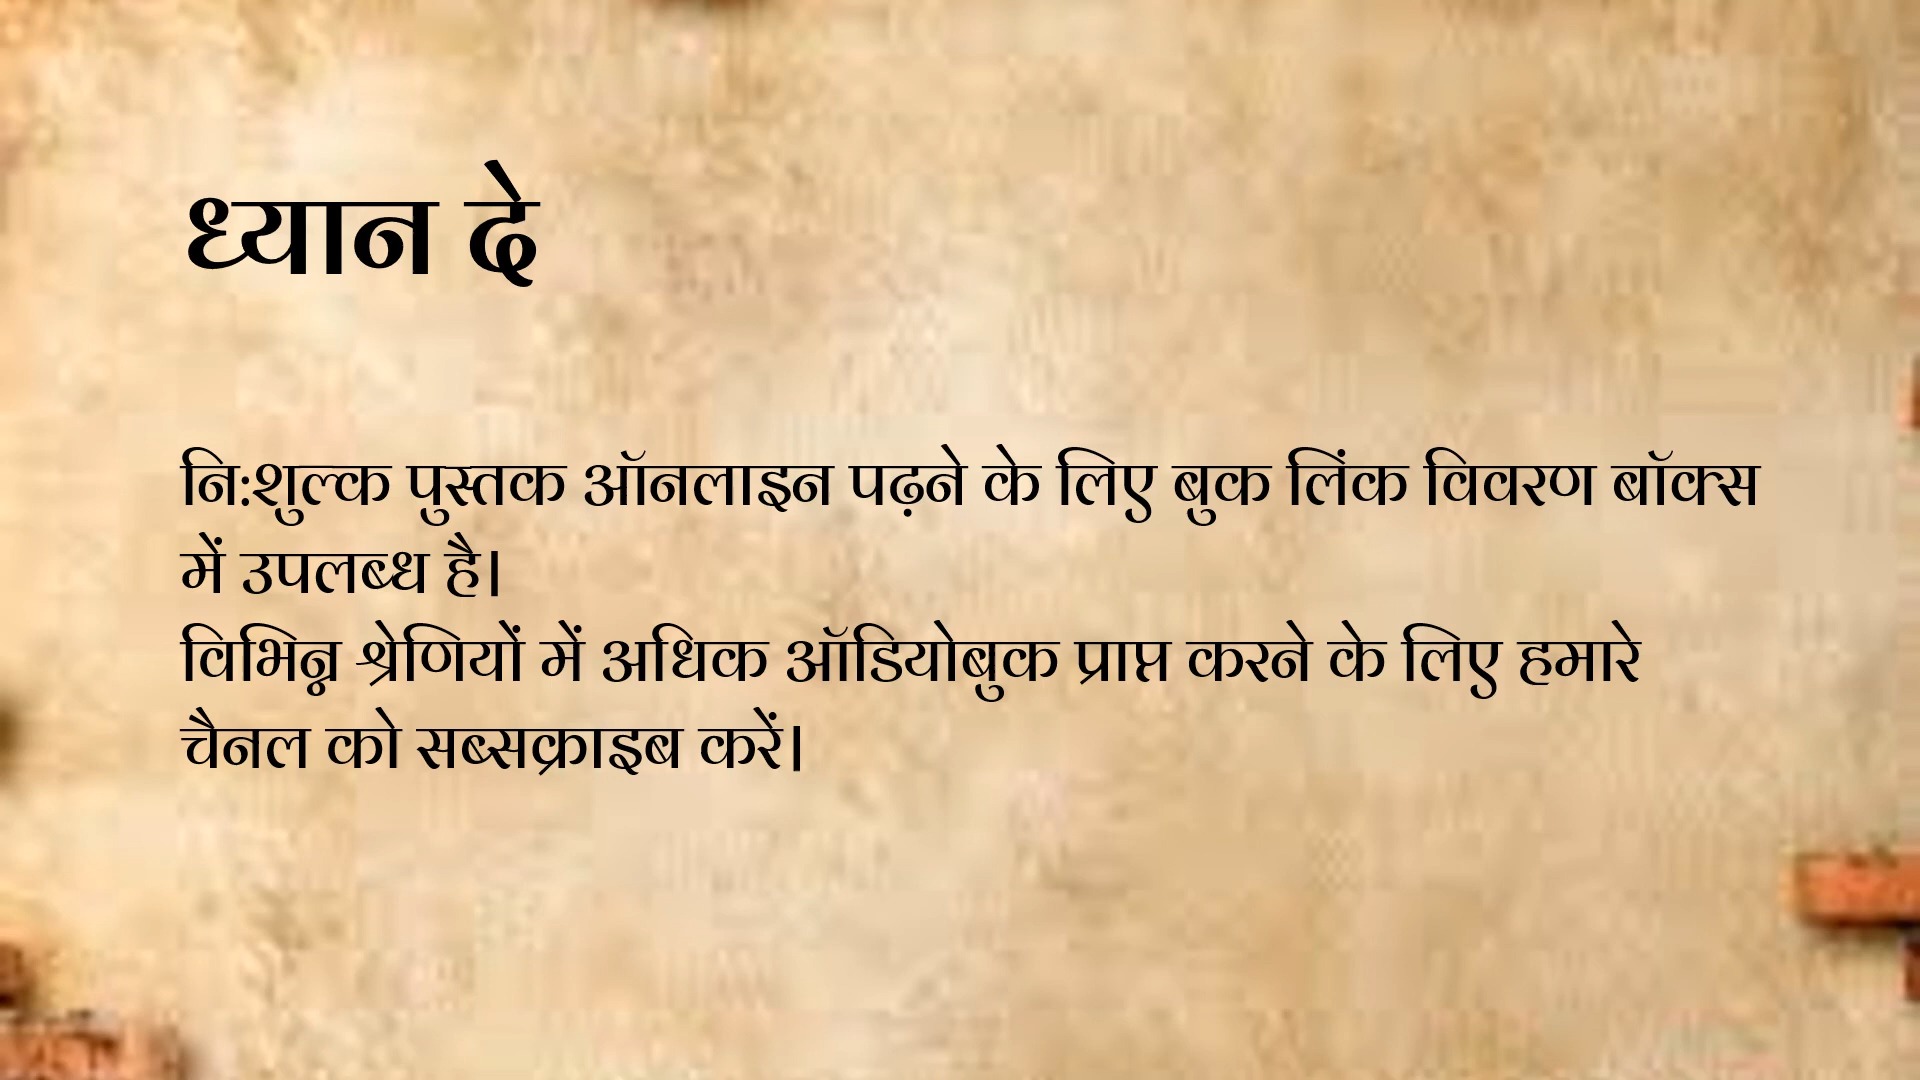 ध्यान दे
नि:शुल्क पुस्तक ऑनलाइन पढ़ने के लिए बुक लिंक विवरण बॉक्स
में उपलब्ध है।
विभिन्न श्रेणियों में अधिक ऑडियोबुक प्राप्त करने के लिए हमारे
चैनल को सब्सक्राइब करें।